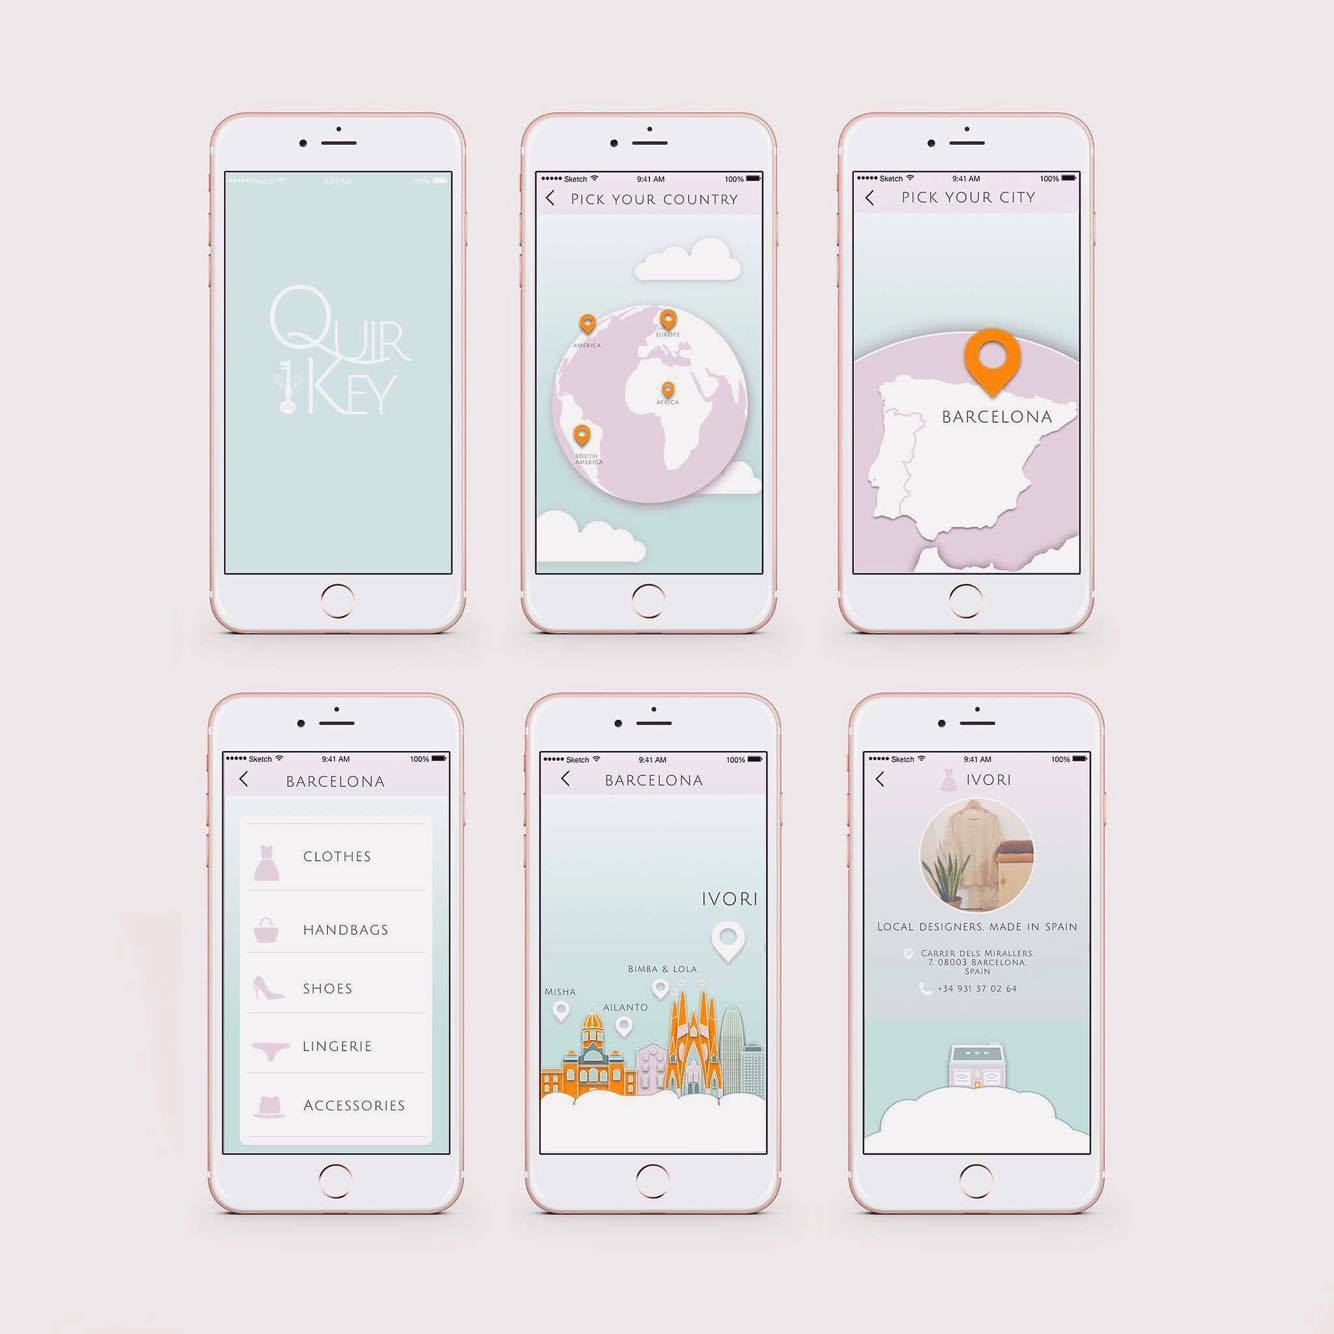 Sketch 9:41 AM 100%
QUIR
KEY
Sketch 9:41 AM 100%
PICK YOUR COUNTRY
AMERICA
EUROPE
AFRICA
SOUTH
AMERICA
Sketch 9:41 AM 100%
PICK YOUR CITY
BARCELONA
Sketch 9:41 AM 100%
BARCELONA
CLOTHES
HANDBAGS
SHOES
LINGERIE
ACCESSORIES
Sketch 9:41 AM 100%
BARCELONA
IVORI
BIMBA & LOLA
MISHA
AILANTO
Sketch 9:41 AM 100%
IVORI
LOCAL DESIGNERS, MADE IN SPAIN
CARRER DELS MIRALLERS,
7, 08003 BARCELONA,
SPAIN
+34 931 37 02 64